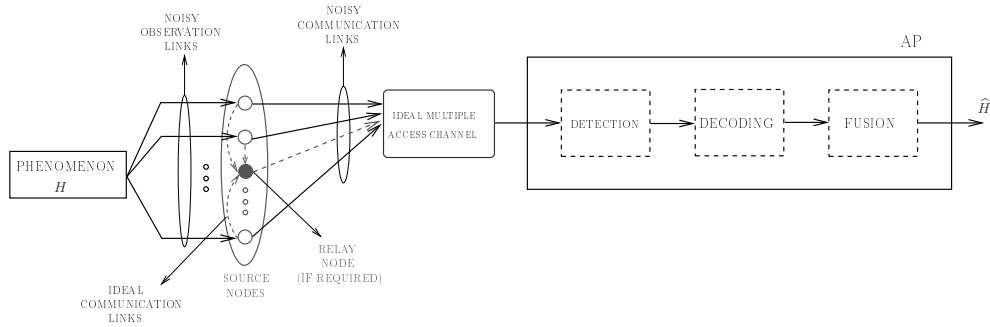 NOISY
OBSERVATION
LINKS
NOISY
COMMUNICATION
LINKS
AP
PHENOMENON
H
IDEAL MULTIPLE
ACCESS CHANNEL
DETECTION
DECODING
FUSION
Ĥ
RELAY
NODE
(IF REQUIRED)
SOURCE
NODES
IDEAL
COMMUNICATION
LINKS